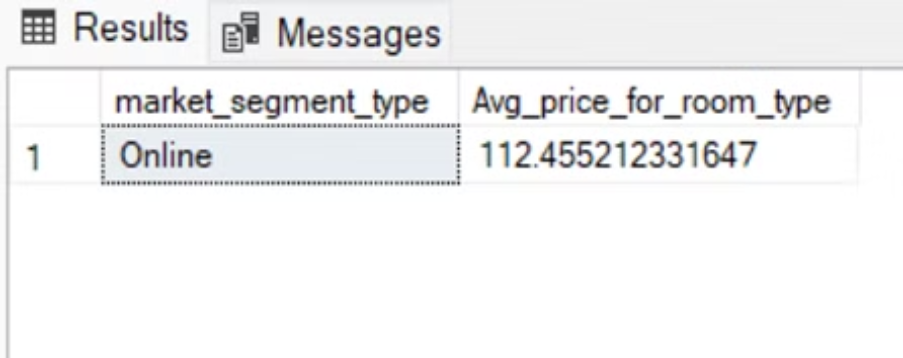 Results Messages
market_segment_type Avg_price_for_room_type
1 Online 112.455212331647